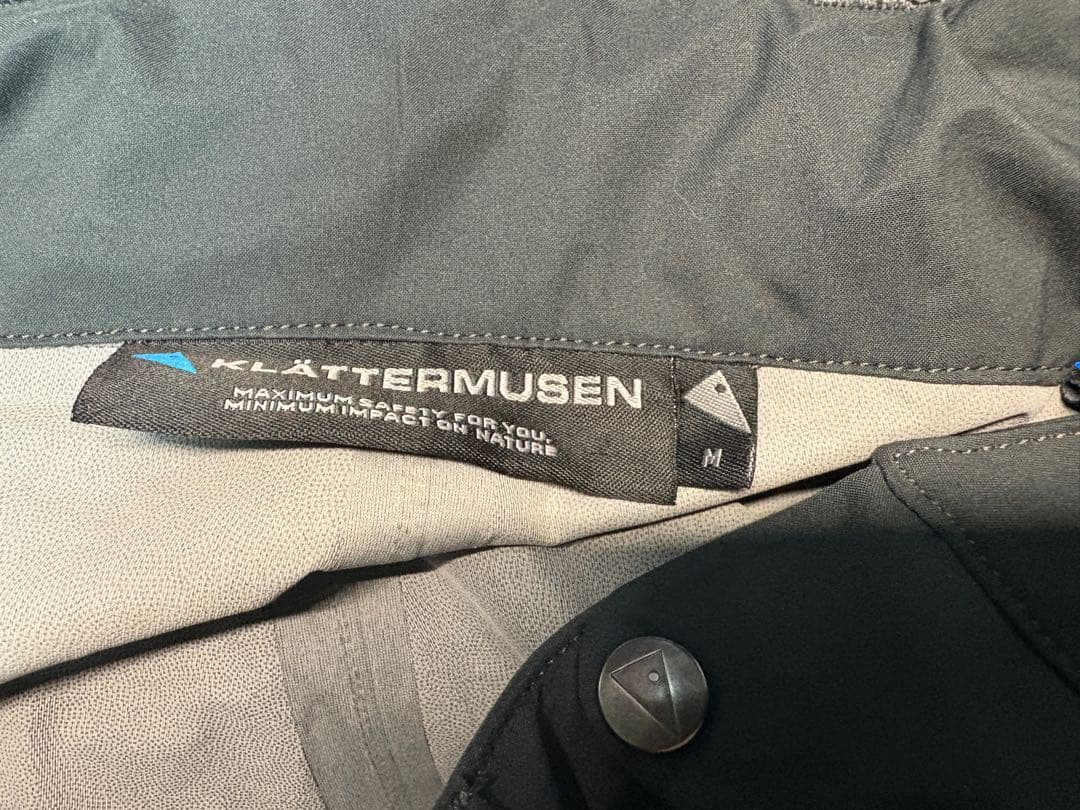 KLÄTTERMUSEN
MAXIMUM SAFETY FOR YOU.
MINIMUM IMPACT ON NATURE
M